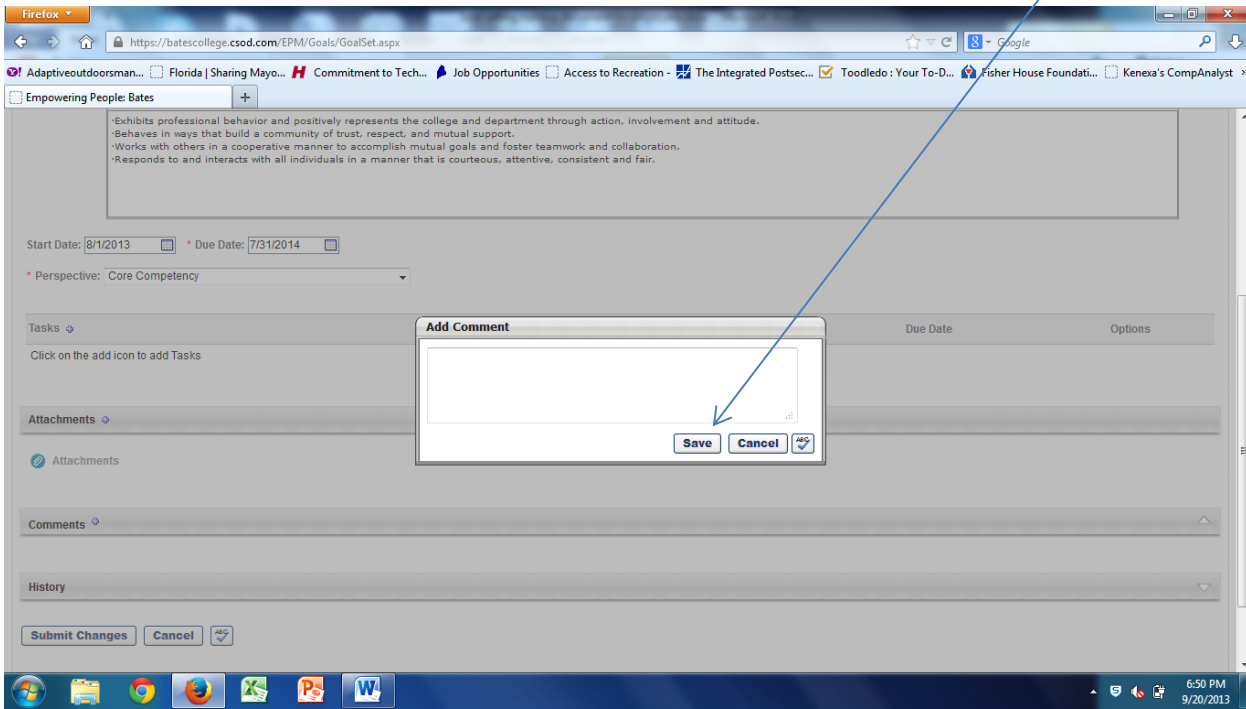 Firefox
https://batescollege.csod.com/EPM/Goals/GoalSet.aspx
8 - Google
Adaptiveoutdoorsman... Florida | Sharing Mayo... H Commitment to Tech... Job Opportunities Access to Recreation - The Integrated Postsec... Toodledo : Your To-D... Fisher House Foundati... Kenexa's CompAnalyst »
Empowering People: Bates +
·Exhibits professional behavior and positively represents the college and department through action, involvement and attitude.
·Behaves in ways that build a community of trust, respect, and mutual support.
·Works with others in a cooperative manner to accomplish mutual goals and foster teamwork and collaboration.
·Responds to and interacts with all individuals in a manner that is courteous, attentive, consistent and fair.
Start Date: 8/1/2013 * Due Date: 7/31/2014
* Perspective: Core Competency
Tasks Due Date Options
Click on the add icon to add Tasks
Add Comment
Save Cancel ABC
Attachments
Attachments
Comments
History
Submit Changes Cancel ABC
6:50 PM
9/20/2013